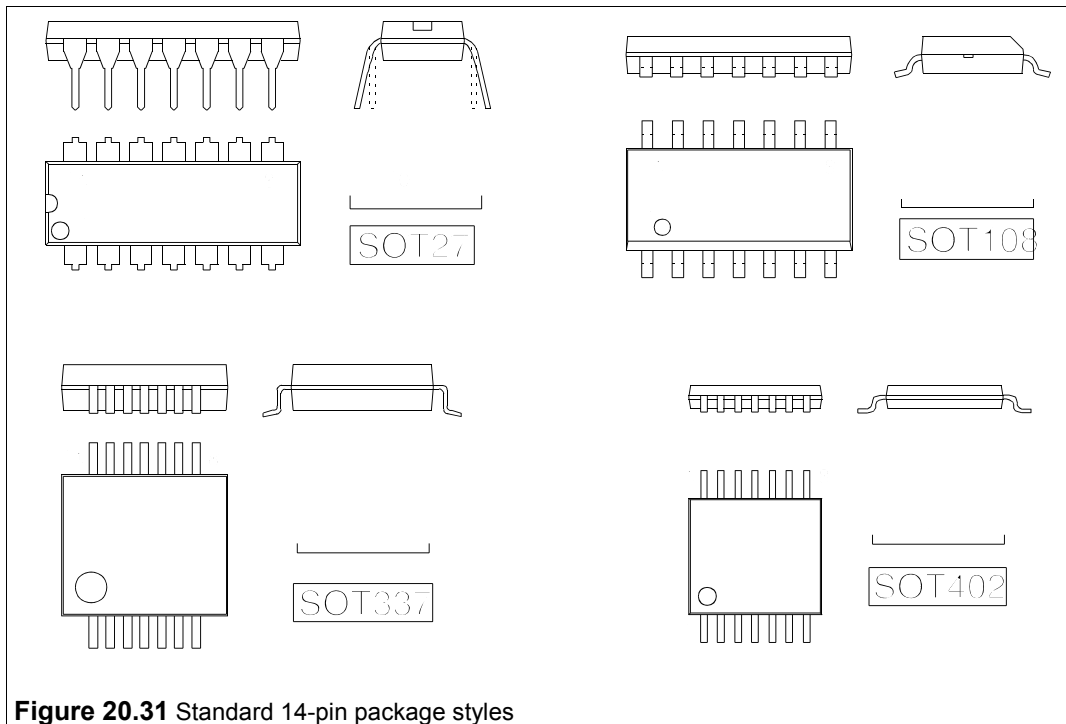 SOT27
SOT108
SOT337
SOT402
Figure 20.31 Standard 14-pin package styles